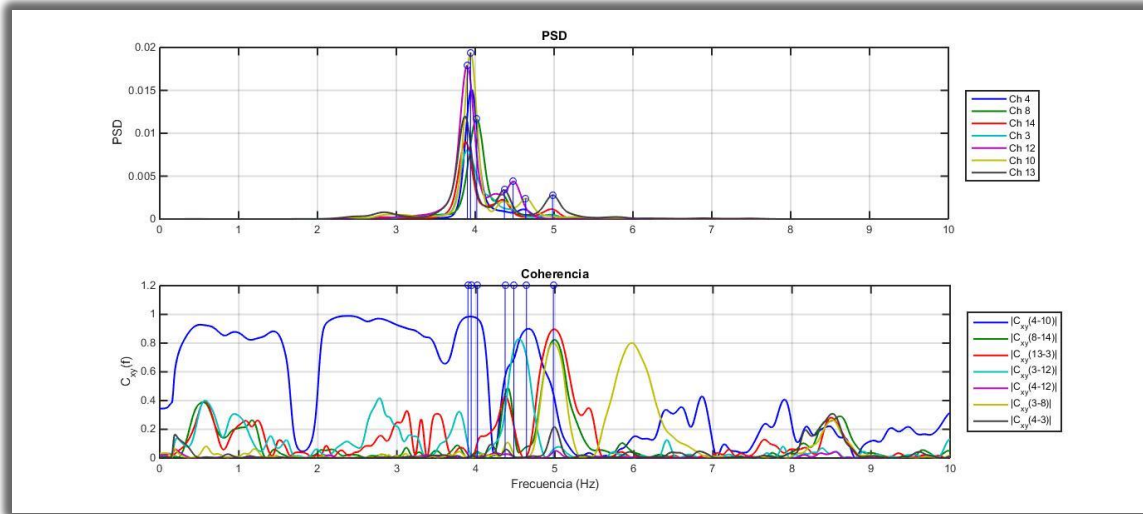 PSD
0.02
0.015
0.01
0.005
0
PSD
0 1 2 3 4 5 6 7 8 9 10
Ch 4
Ch 8
Ch 14
Ch 3
Ch 12
Ch 10
Ch 13
Coherencia
1.2
1
0.8
0.6
0.4
0.2
0
C_xy(f)
0 1 2 3 4 5 6 7 8 9 10
Frecuencia (Hz)
|C_xy(4-10)|
|C_xy(8-14)|
|C_xy(13-3)|
|C_xy(3-12)|
|C_xy(4-12)|
|C_xy(3-8)|
|C_xy(4-3)|